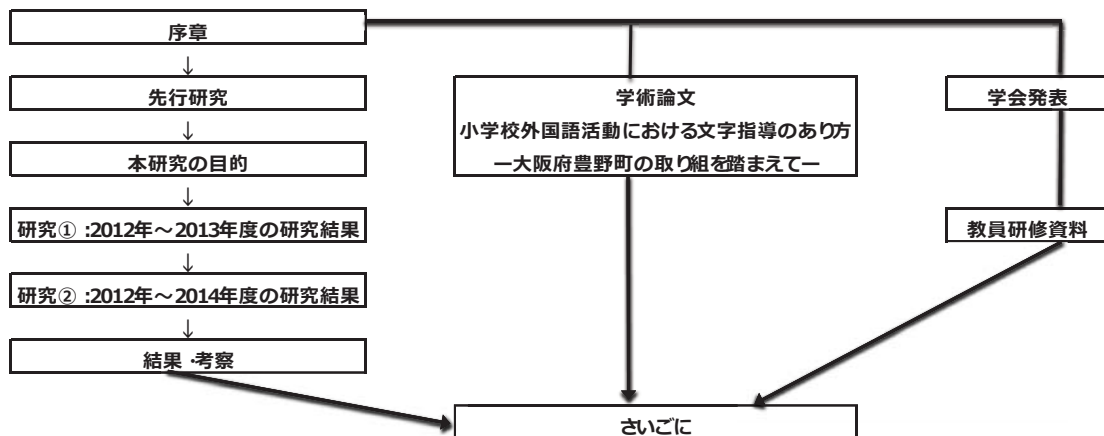 序章
↓
先行研究
↓
本研究の目的
↓
研究① :2012年～2013年度の研究結果
↓
研究② :2012年～2014年度の研究結果
↓
結果・考察
学術論文
小学校外国語活動における文字指導のあり方
―大阪府豊野町の取り組を踏まえて―
学会発表
教員研修資料
さいごに